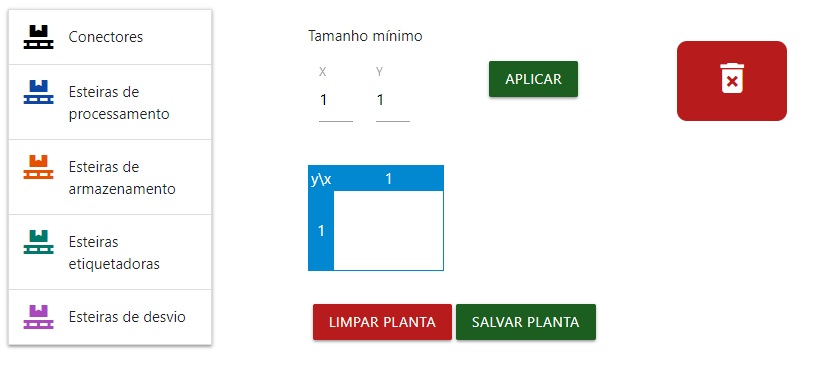 Conectores
Esteiras de
processamento
Esteiras de
armazenamento
Esteiras
etiquetadoras
Esteiras de desvio
Tamanho mínimo
X Y
1 1
APLICAR
y\x 1
1
LIMPAR PLANTA SALVAR PLANTA